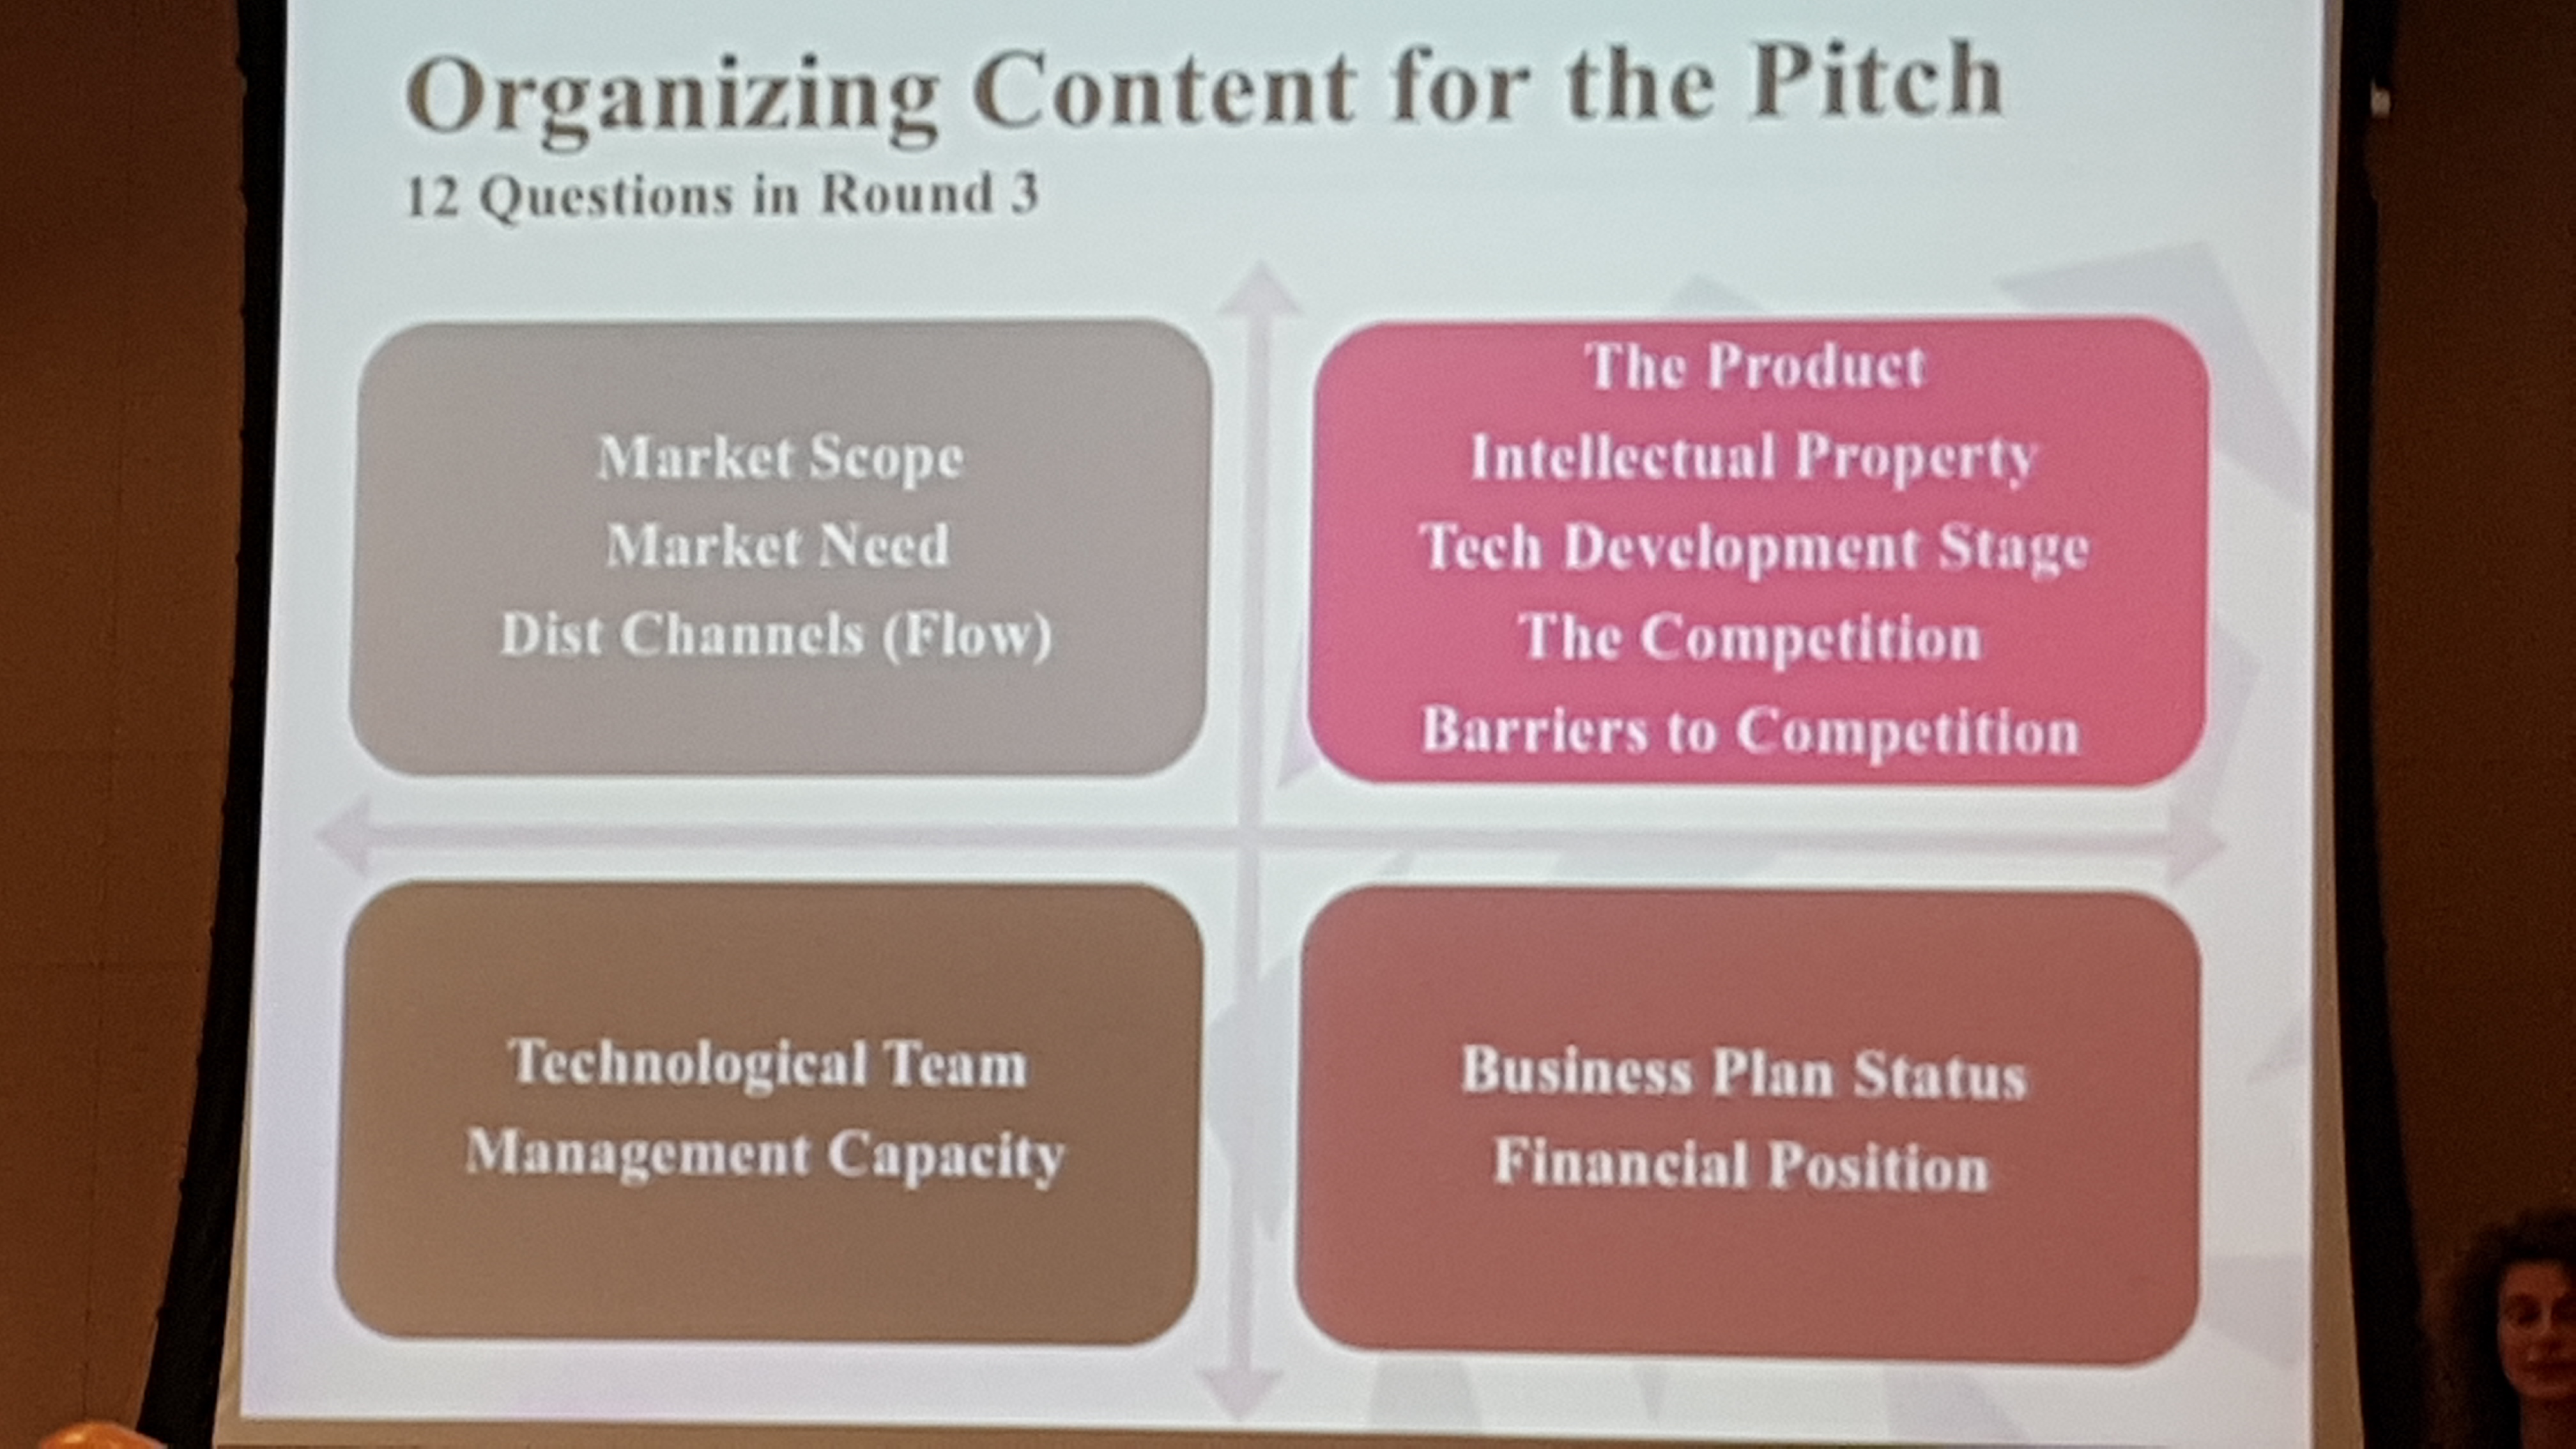 Organizing Content for the Pitch
12 Questions in Round 3
Market Scope
Market Need
Dist Channels (Flow)
The Product
Intellectual Property
Tech Development Stage
The Competition
Barriers to Competition
Technological Team
Management Capacity
Business Plan Status
Financial Position